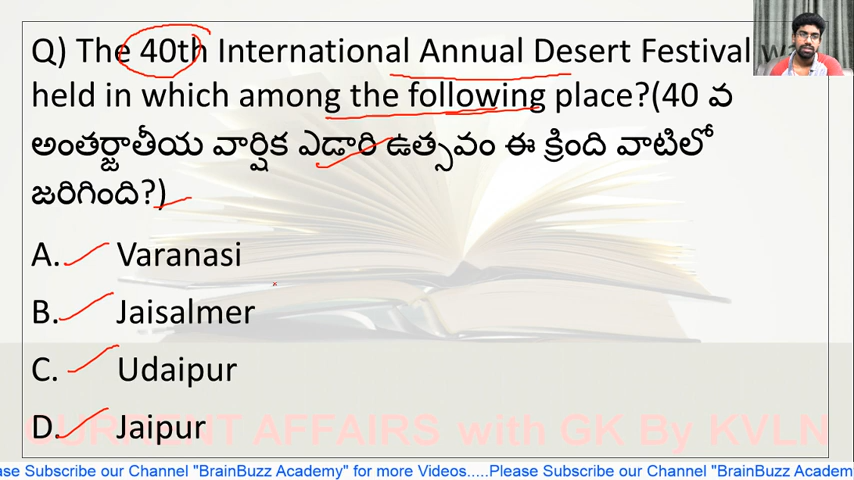 Q) The 40th International Annual Desert Festival
held in which among the following place?(40 వ
అంతర్జాతీయ వార్షిక ఎడారి ఉత్సవం ఈ క్రింది వాటిలో
జరిగింది?)
A. Varanasi
B. Jaisalmer
C. Udaipur
D. Jaipur
CURRENT AFFAIRS with GK By KVLN
ase Subscribe our Channel "BrainBuzz Academy" for more Videos.....Please Subscribe our Channel "BrainBuzz Academ